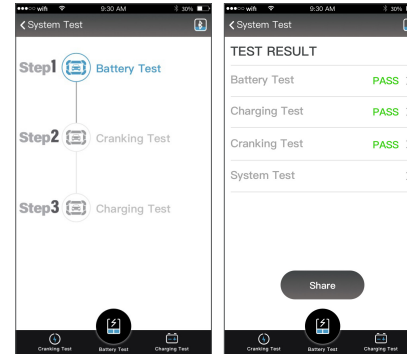 wifi 9:30 AM 30%
System Test
Step1 Battery Test
Step2 Cranking Test
Step3 Charging Test
Cranking Test Battery Test Charging Test
wifi 9:30 AM 30%
System Test
TEST RESULT
Battery Test PASS
Charging Test PASS
Cranking Test PASS
System Test
Share
Cranking Test Battery Test Charging Test